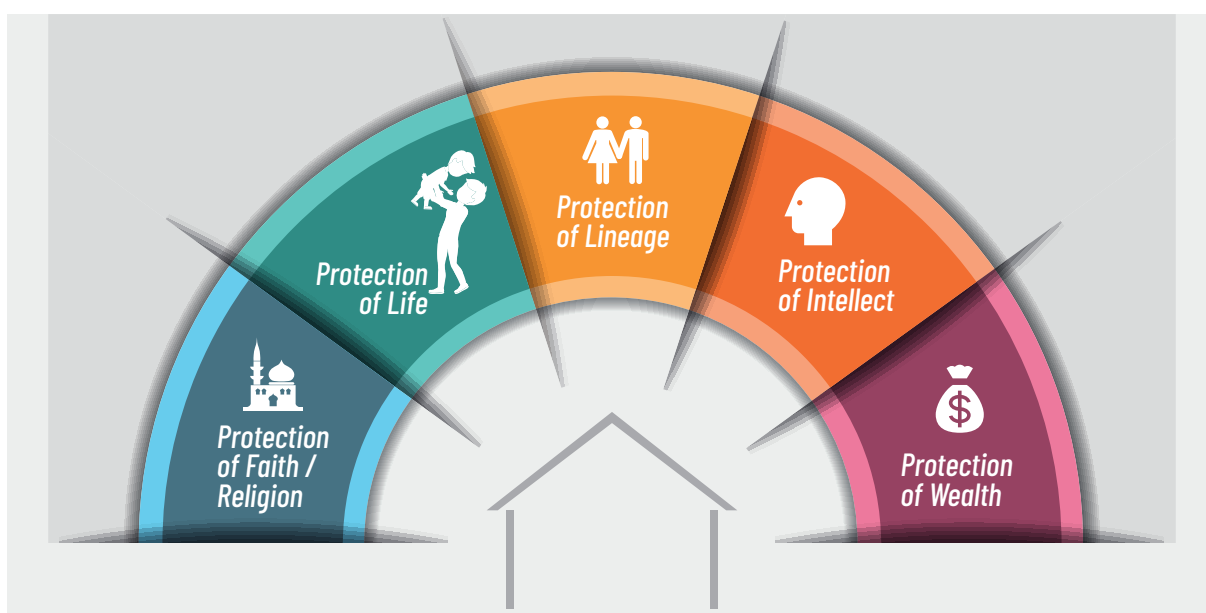 Protection
of Faith /
Religion
Protection
of Life
Protection
of Lineage
Protection
of Intellect
$
Protection
of Wealth